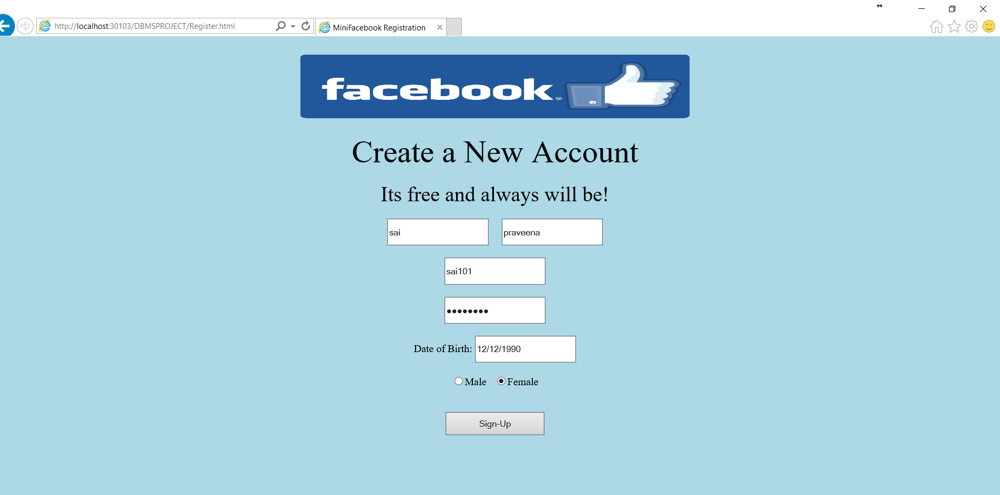 http://localhost:30103/DBMSPROJECT/Register.html
MiniFacebook Registration
facebook
Create a New Account
Its free and always will be!
sai praveena
sai101
••••••••
Date of Birth: 12/12/1990
Male Female
Sign-Up